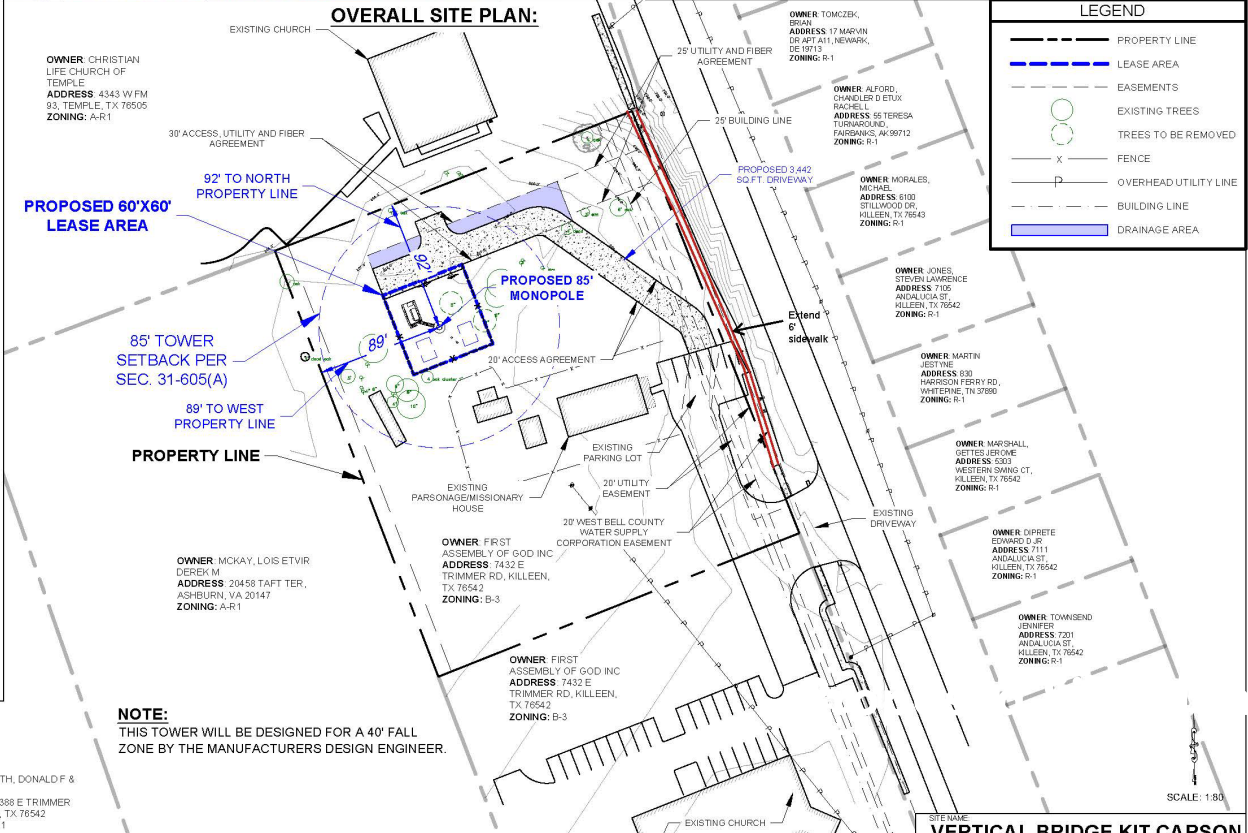 OVERALL SITE PLAN:
EXISTING CHURCH
OWNER: CHRISTIAN
LIFE CHURCH OF
TEMPLE
ADDRESS: 4343 W FM
93, TEMPLE, TX 76505
ZONING: A-R1
30' ACCESS, UTILITY AND FIBER
AGREEMENT
92' TO NORTH
PROPERTY LINE
PROPOSED 60'X60'
LEASE AREA
92'
89'
PROPOSED 85'
MONOPOLE
85' TOWER
SETBACK PER
SEC. 31-605(A)
89' TO WEST
PROPERTY LINE
PROPERTY LINE
25' UTILITY AND FIBER
AGREEMENT
25' BUILDING LINE
PROPOSED 3,442
SQ.FT. DRIVEWAY
Extend
6'
sidewalk
20' ACCESS AGREEMENT
EXISTING
PARKING LOT
EXISTING
PARSONAGE/MISSIONARY
HOUSE
20' UTILITY
EASEMENT
20' WEST BELL COUNTY
WATER SUPPLY
CORPORATION EASEMENT
EXISTING
DRIVEWAY
OWNER: MCKAY, LOIS ETVIR
DEREK M
ADDRESS: 20458 TAFT TER,
ASHBURN, VA 20147
ZONING: A-R1
OWNER: FIRST
ASSEMBLY OF GOD INC
ADDRESS: 7432 E
TRIMMER RD, KILLEEN,
TX 76542
ZONING: B-3
OWNER: FIRST
ASSEMBLY OF GOD INC
ADDRESS: 7432 E
TRIMMER RD, KILLEEN,
TX 76542
ZONING: B-3
NOTE:
THIS TOWER WILL BE DESIGNED FOR A 40' FALL
ZONE BY THE MANUFACTURERS DESIGN ENGINEER.
TH, DONALD F &
388 E TRIMMER
, TX 76542
1
EXISTING CHURCH
OWNER: TOMCZEK,
BRIAN
ADDRESS: 17 MARVIN
DR APT A11, NEWARK,
DE 19713
ZONING: R-1
OWNER: ALFORD,
CHANDLER D ETUX
RACHEL L
ADDRESS: 55 TERESA
TURNAROUND,
FAIRBANKS, AK 99712
ZONING: R-1
OWNER: MORALES,
MICHAEL
ADDRESS: 6100
STILLWOOD DR,
KILLEEN, TX 76543
ZONING: R-1
OWNER: JONES,
STEVEN LAWRENCE
ADDRESS: 7105
ANDALUCIA ST,
KILLEEN, TX 76542
ZONING: R-1
OWNER: MARTIN
JESTYNE
ADDRESS: 830
HARRISON FERRY RD,
WHITEPINE, TN 37890
ZONING: R-1
OWNER: MARSHALL,
GETTES JEROME
ADDRESS: 5303
WESTERN SWING CT,
KILLEEN, TX 76542
ZONING: R-1
OWNER: DIPRETE
EDWARD D JR
ADDRESS: 7111
ANDALUCIA ST,
KILLEEN, TX 76542
ZONING: R-1
OWNER: TOWNSEND
JENNIFER
ADDRESS: 7201
ANDALUCIA ST,
KILLEEN, TX 76542
ZONING: R-1
LEGEND
PROPERTY LINE
LEASE AREA
EASEMENTS
EXISTING TREES
TREES TO BE REMOVED
X FENCE
P OVERHEAD UTILITY LINE
BUILDING LINE
DRAINAGE AREA
SCALE: 1:80
SITE NAME:
VERTICAL BRIDGE KIT CARSON